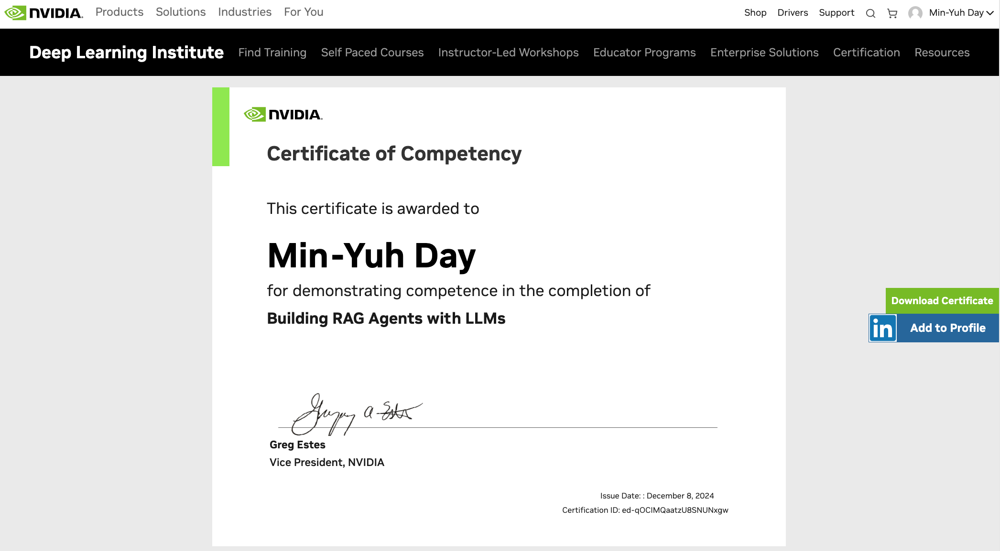 NVIDIA. Products Solutions Industries For You Shop Drivers Support Min-Yuh Day
Deep Learning Institute Find Training Self Paced Courses Instructor-Led Workshops Educator Programs Enterprise Solutions Certification Resources
NVIDIA.
Certificate of Competency
This certificate is awarded to
Min-Yuh Day
for demonstrating competence in the completion of
Building RAG Agents with LLMs
Download Certificate
in Add to Profile
Greg Estes
Vice President, NVIDIA
Issue Date: : December 8, 2024
Certification ID: ed-qOCIMQaatzU8SNUNxgw